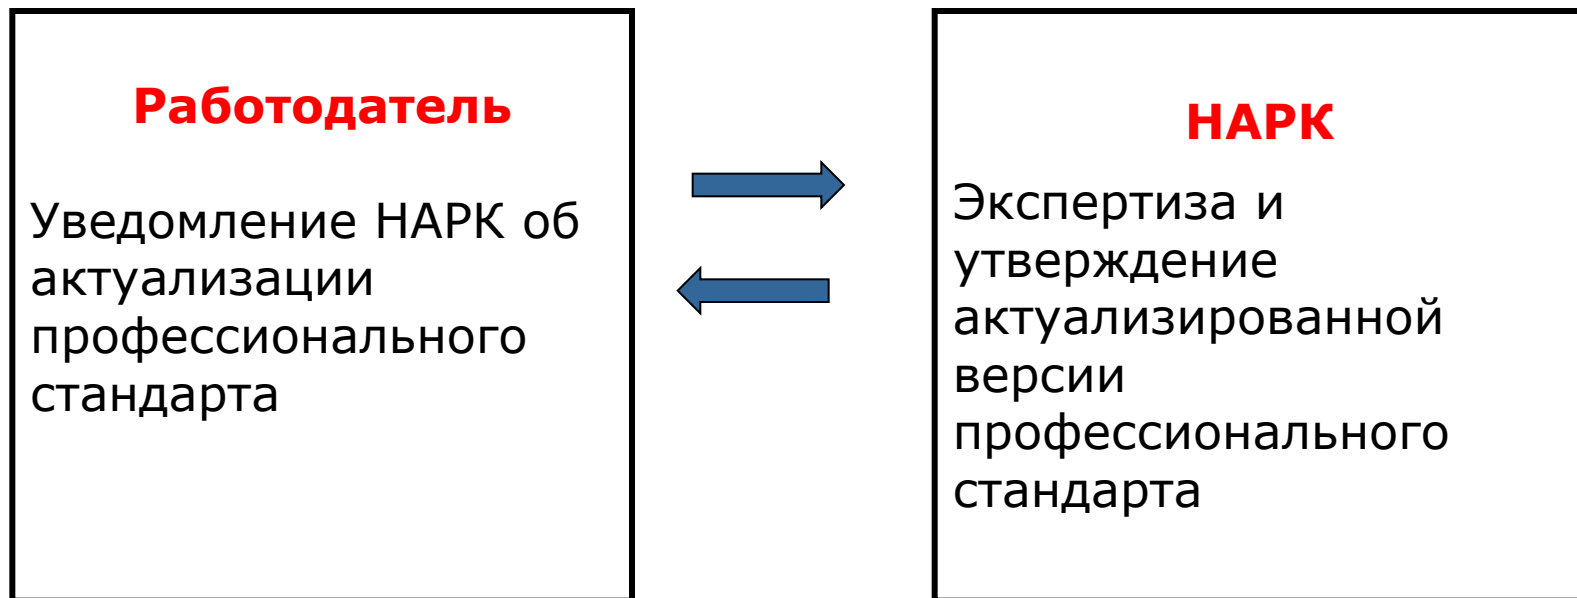 Работодатель
Уведомление НАРК об
актуализации
профессионального
стандарта
НАРК
Экспертиза и
утверждение
актуализированной
версии
профессионального
стандарта